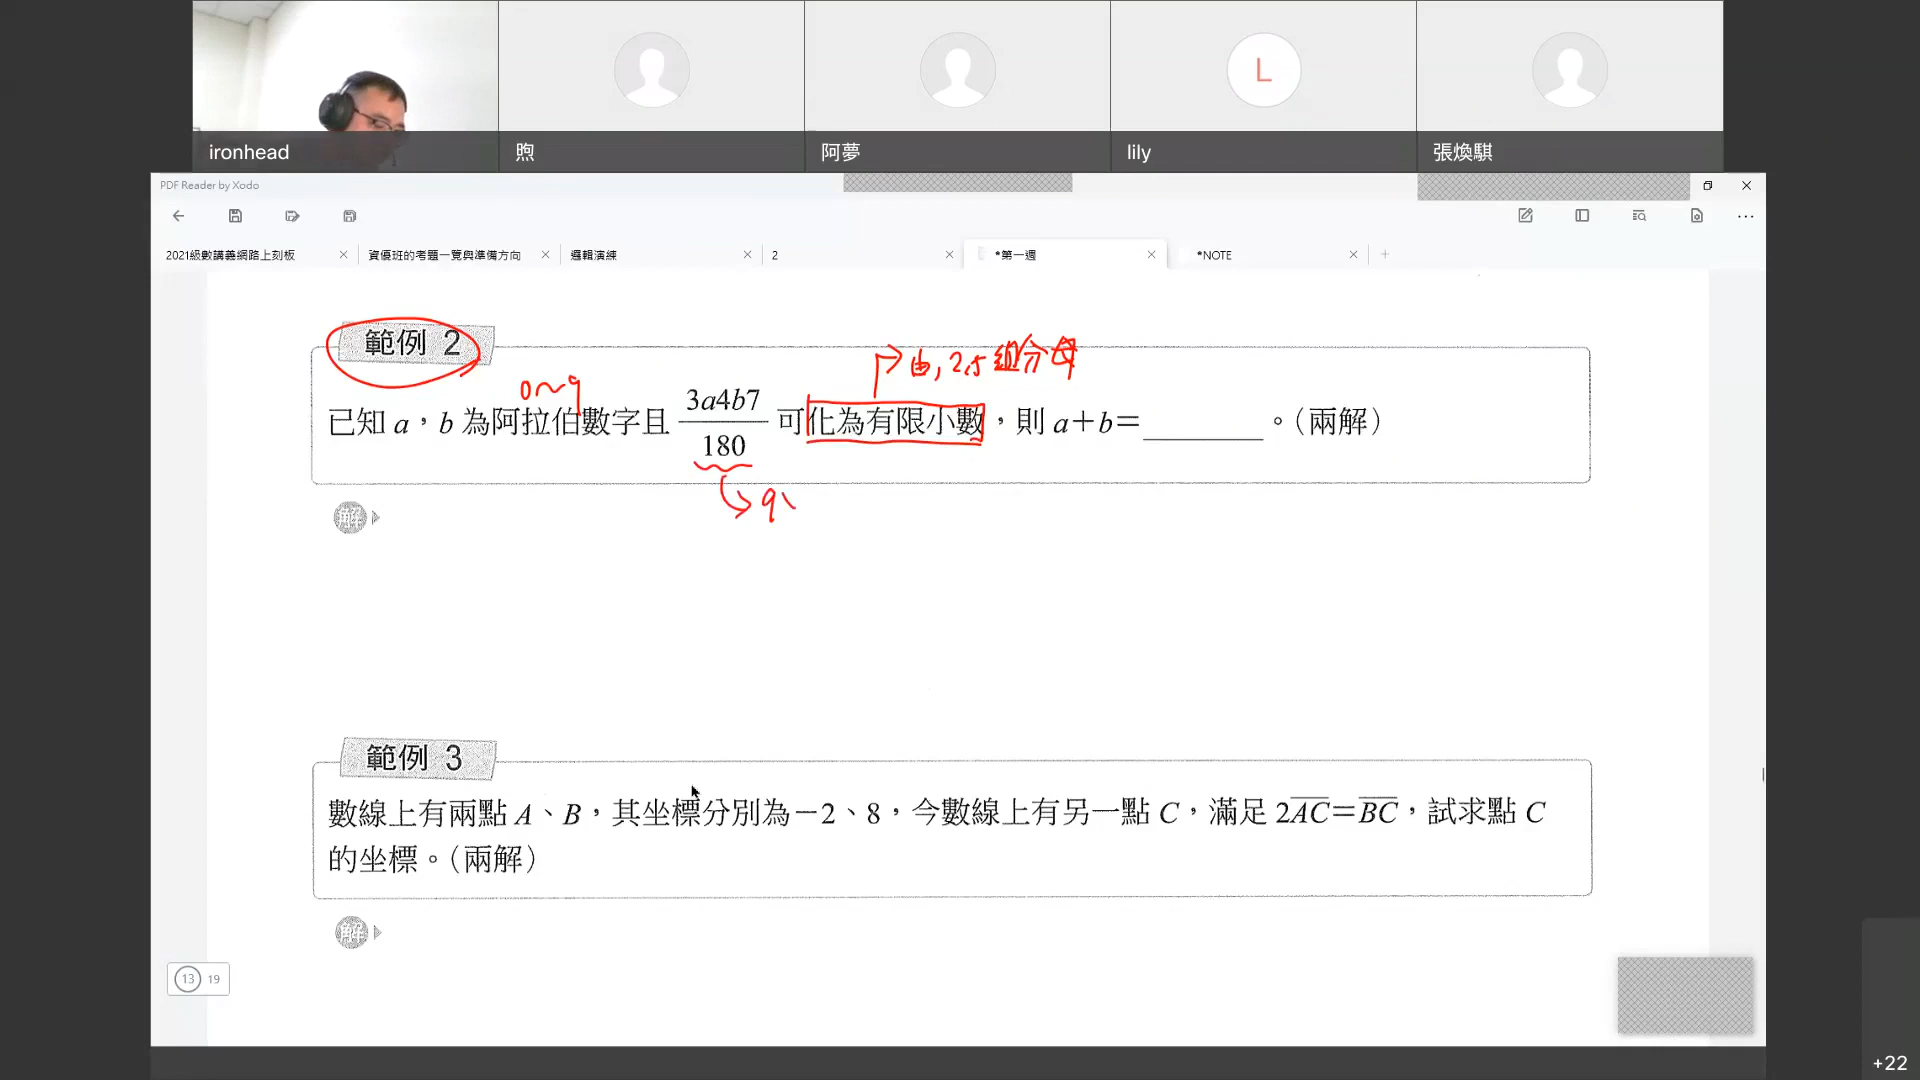 ironhead
煦
阿夢
L
lily
張煥騏
PDF Reader by Xodo
2021級數講義網路上刻板
資優班的考題一覽與準備方向
邏輯演練
2
*第一週
*NOTE
範例 2
由, 2,5 組分母
0~9
已知 a，b 為阿拉伯數字且 3a4b7/180 可化為有限小數，則 a＋b＝________。（兩解）
9
解
範例 3
數線上有兩點 A、B，其坐標分別為－2、8，今數線上有另一點 C，滿足 2AC＝BC，試求點 C
的坐標。（兩解）
解
13 19
+22